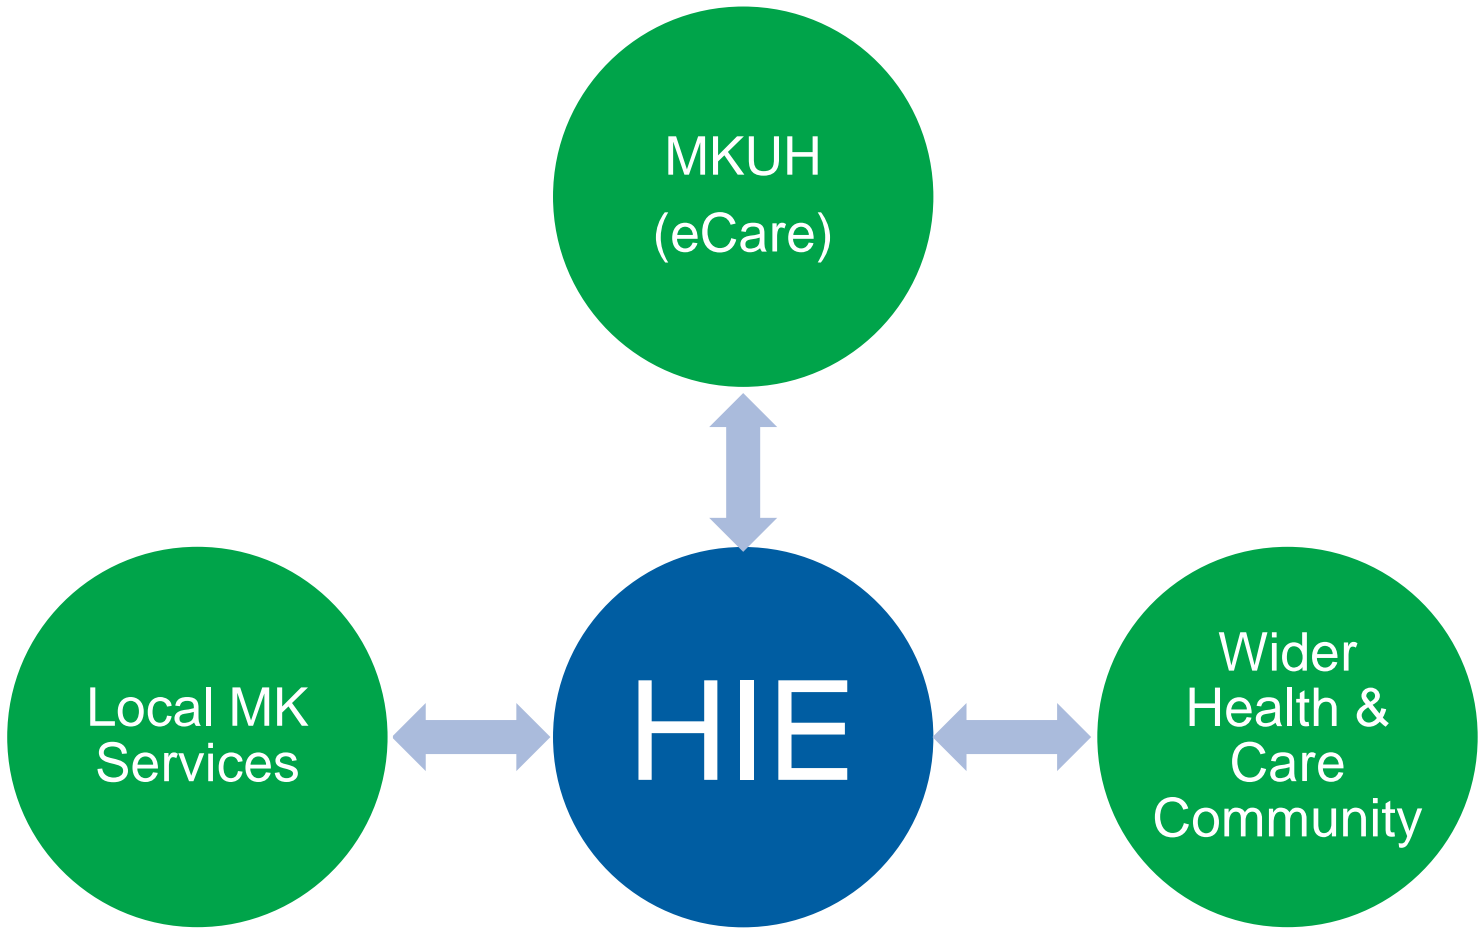 MKUH
(eCare)
Local MK
Services
HIE
Wider
Health &
Care
Community